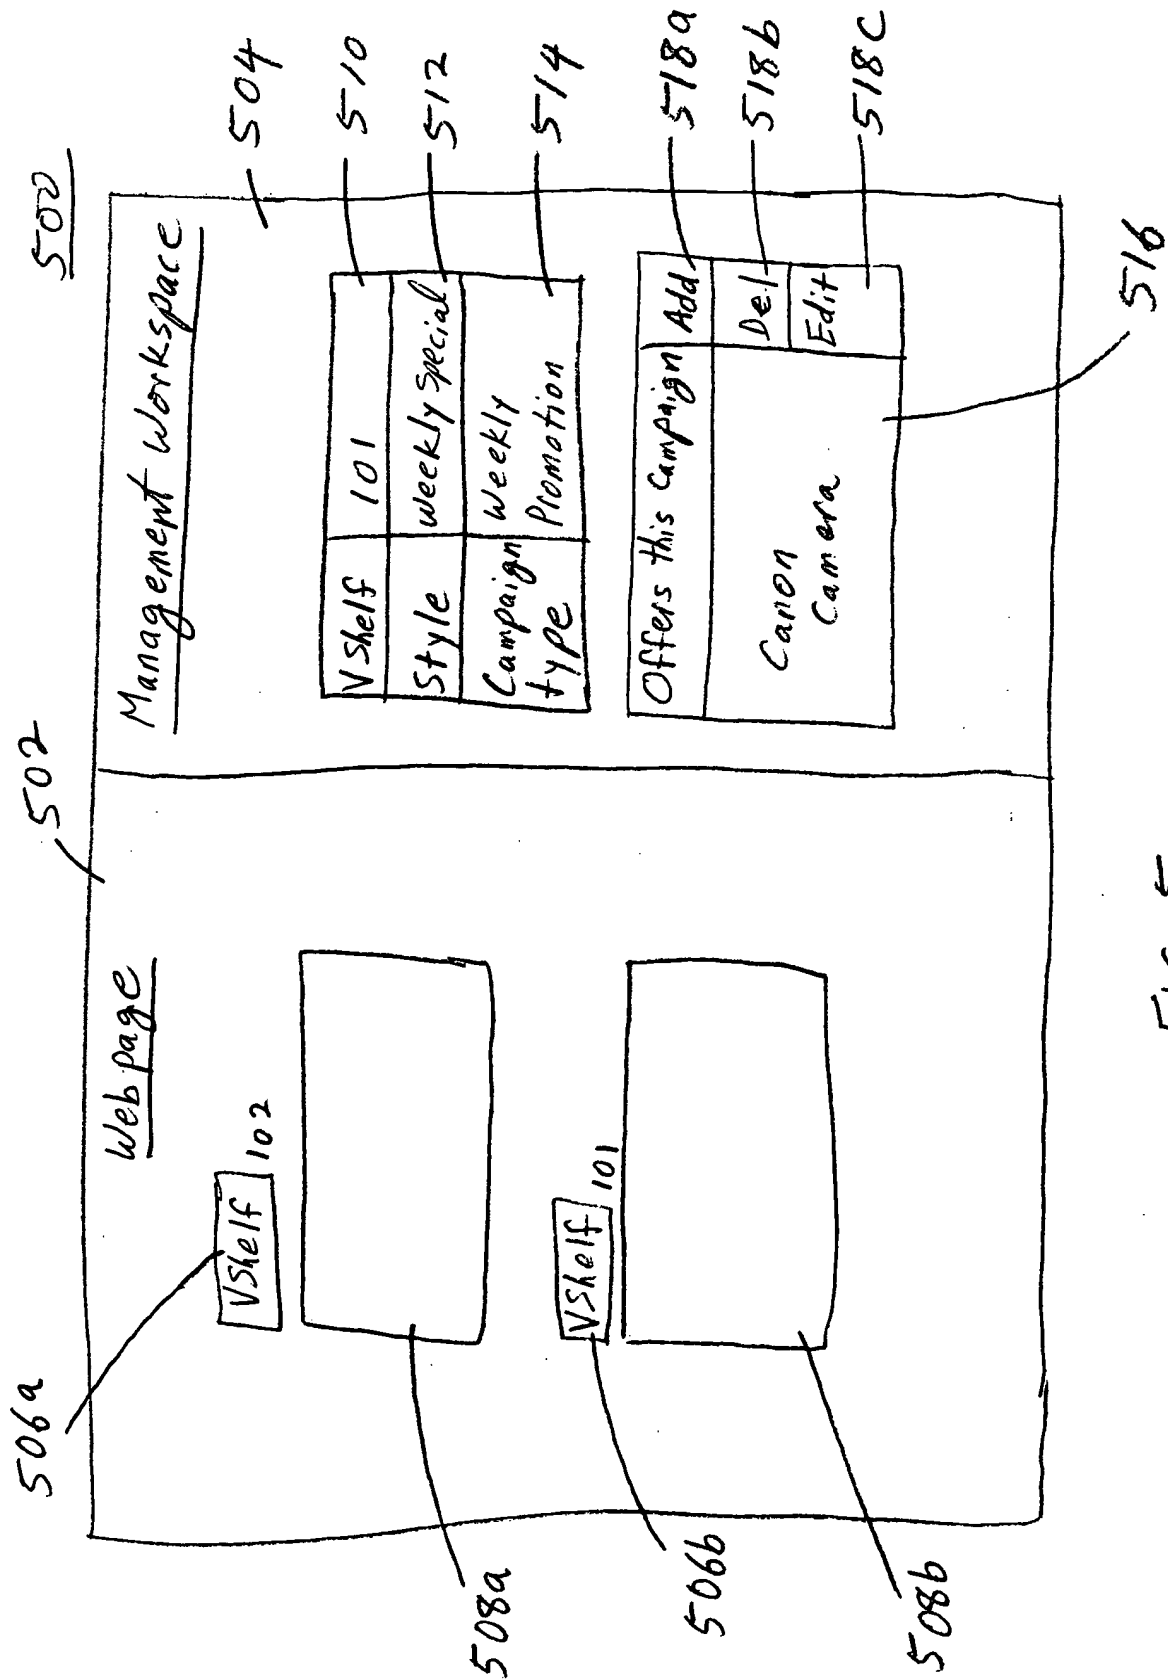 500
502
504
Webpage
Management Workspace
506a
VShelf 102
508a
506b
VShelf 101
508b
VShelf 101
510
Style Weekly Special
512
Campaign type Weekly Promotion
514
Offers this Campaign Add
518a
Del
518b
Edit
518c
Canon
Camera
516